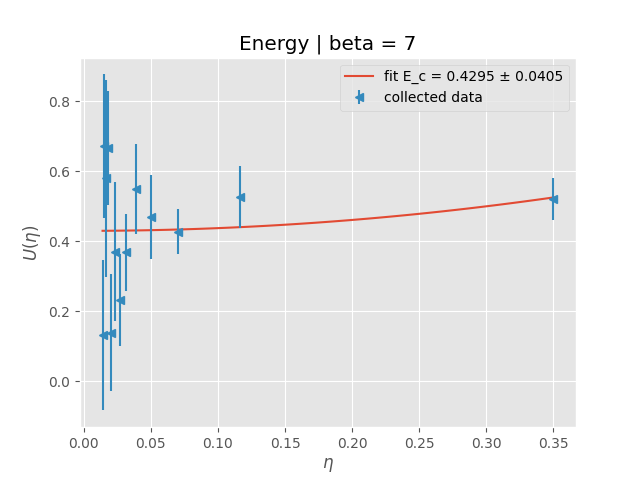 Energy | beta = 7
fit E_c = 0.4295 ± 0.0405
collected data
U(η)
0.8
0.6
0.4
0.2
0.0
0.00 0.05 0.10 0.15 0.20 0.25 0.30 0.35
η